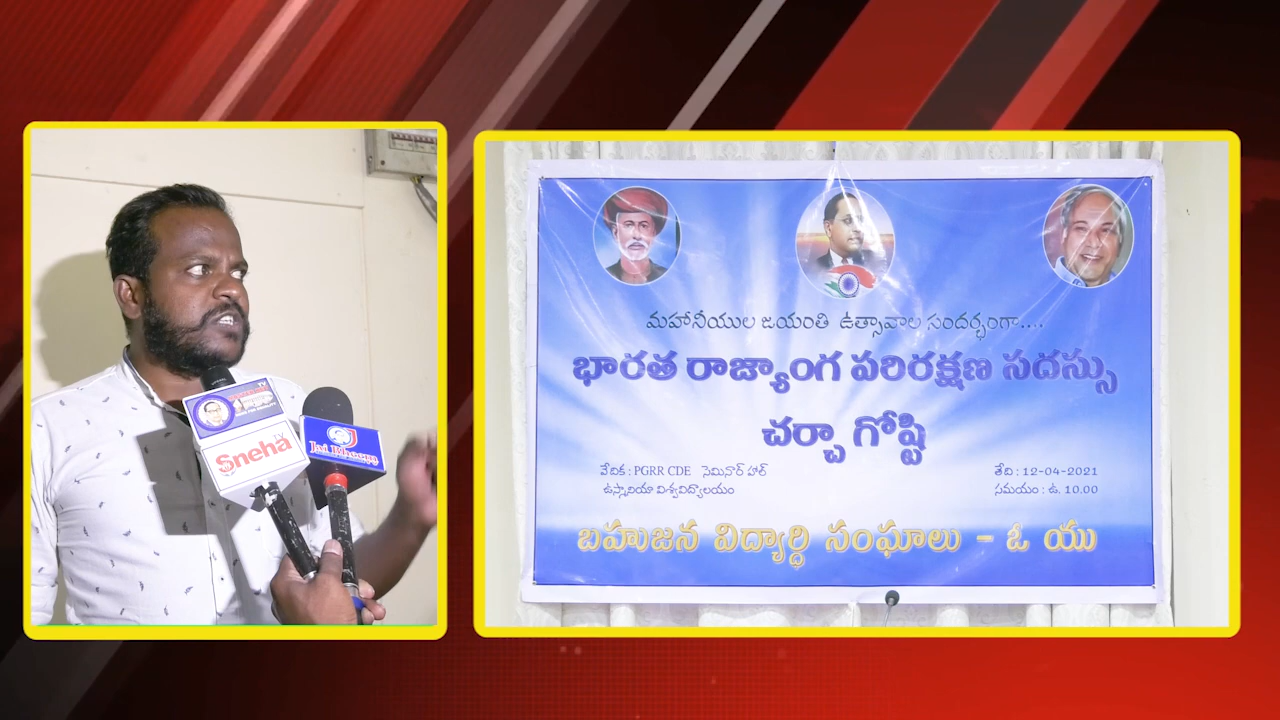 Sneha TV
Jai Bheem
మహనీయుల జయంతి ఉత్సావాల సందర్భంగా....
భారత రాజ్యాంగ పరిరక్షణ సదస్సు
చర్చా గోష్టి
వేదిక : PGRR CDE సెమినార్ హాల్
ఉస్మానియా విశ్వవిద్యాలయం
తేది : 12-04-2021
సమయం : ఉ. 10.00
బహుజన విద్యార్ధి సంఘాలు - ఓ యు